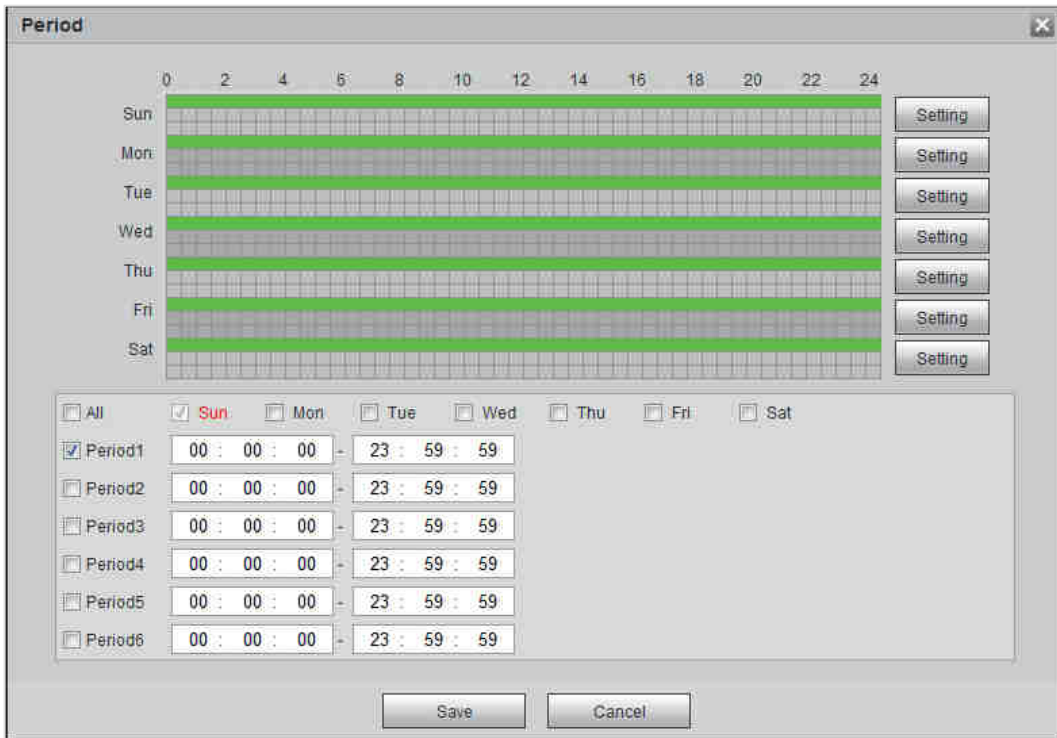 Period
0 2 4 6 8 10 12 14 16 18 20 22 24
Sun Setting
Mon Setting
Tue Setting
Wed Setting
Thu Setting
Fri Setting
Sat Setting
All Sun Mon Tue Wed Thu Fri Sat
Period1 00 : 00 : 00 - 23 : 59 : 59
Period2 00 : 00 : 00 - 23 : 59 : 59
Period3 00 : 00 : 00 - 23 : 59 : 59
Period4 00 : 00 : 00 - 23 : 59 : 59
Period5 00 : 00 : 00 - 23 : 59 : 59
Period6 00 : 00 : 00 - 23 : 59 : 59
Save Cancel